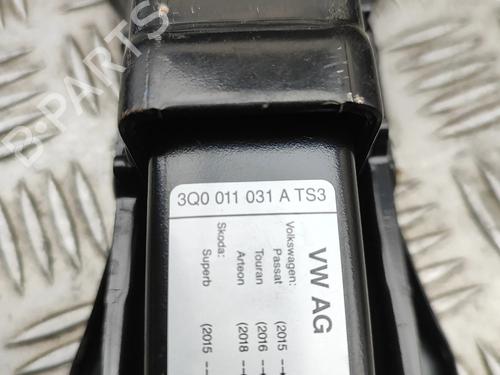 3Q0 011 031 A TS3
VW AG
Volkswagen:
Passat (2015
Touran (2016
Arteon (2018
Skoda:
Superb (2015
B-PARTS